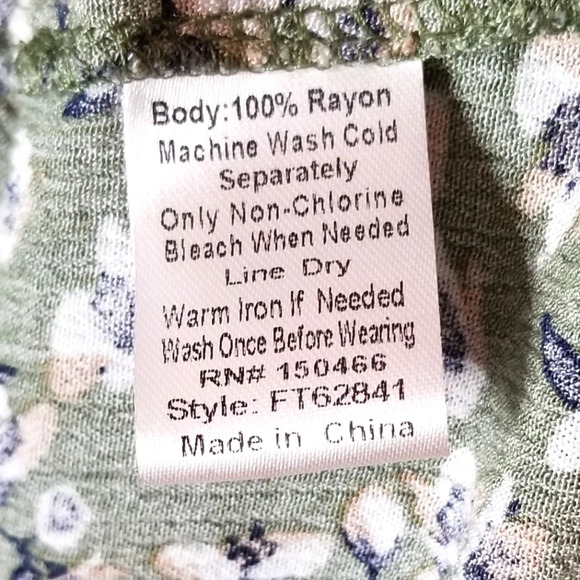 Body:100% Rayon
Machine Wash Cold
Separately
Only Non-Chlorine
Bleach When Needed
Line Dry
Warm Iron If Needed
Wash Once Before Wearing
RN# 150466
Style: FT62841
Made in China